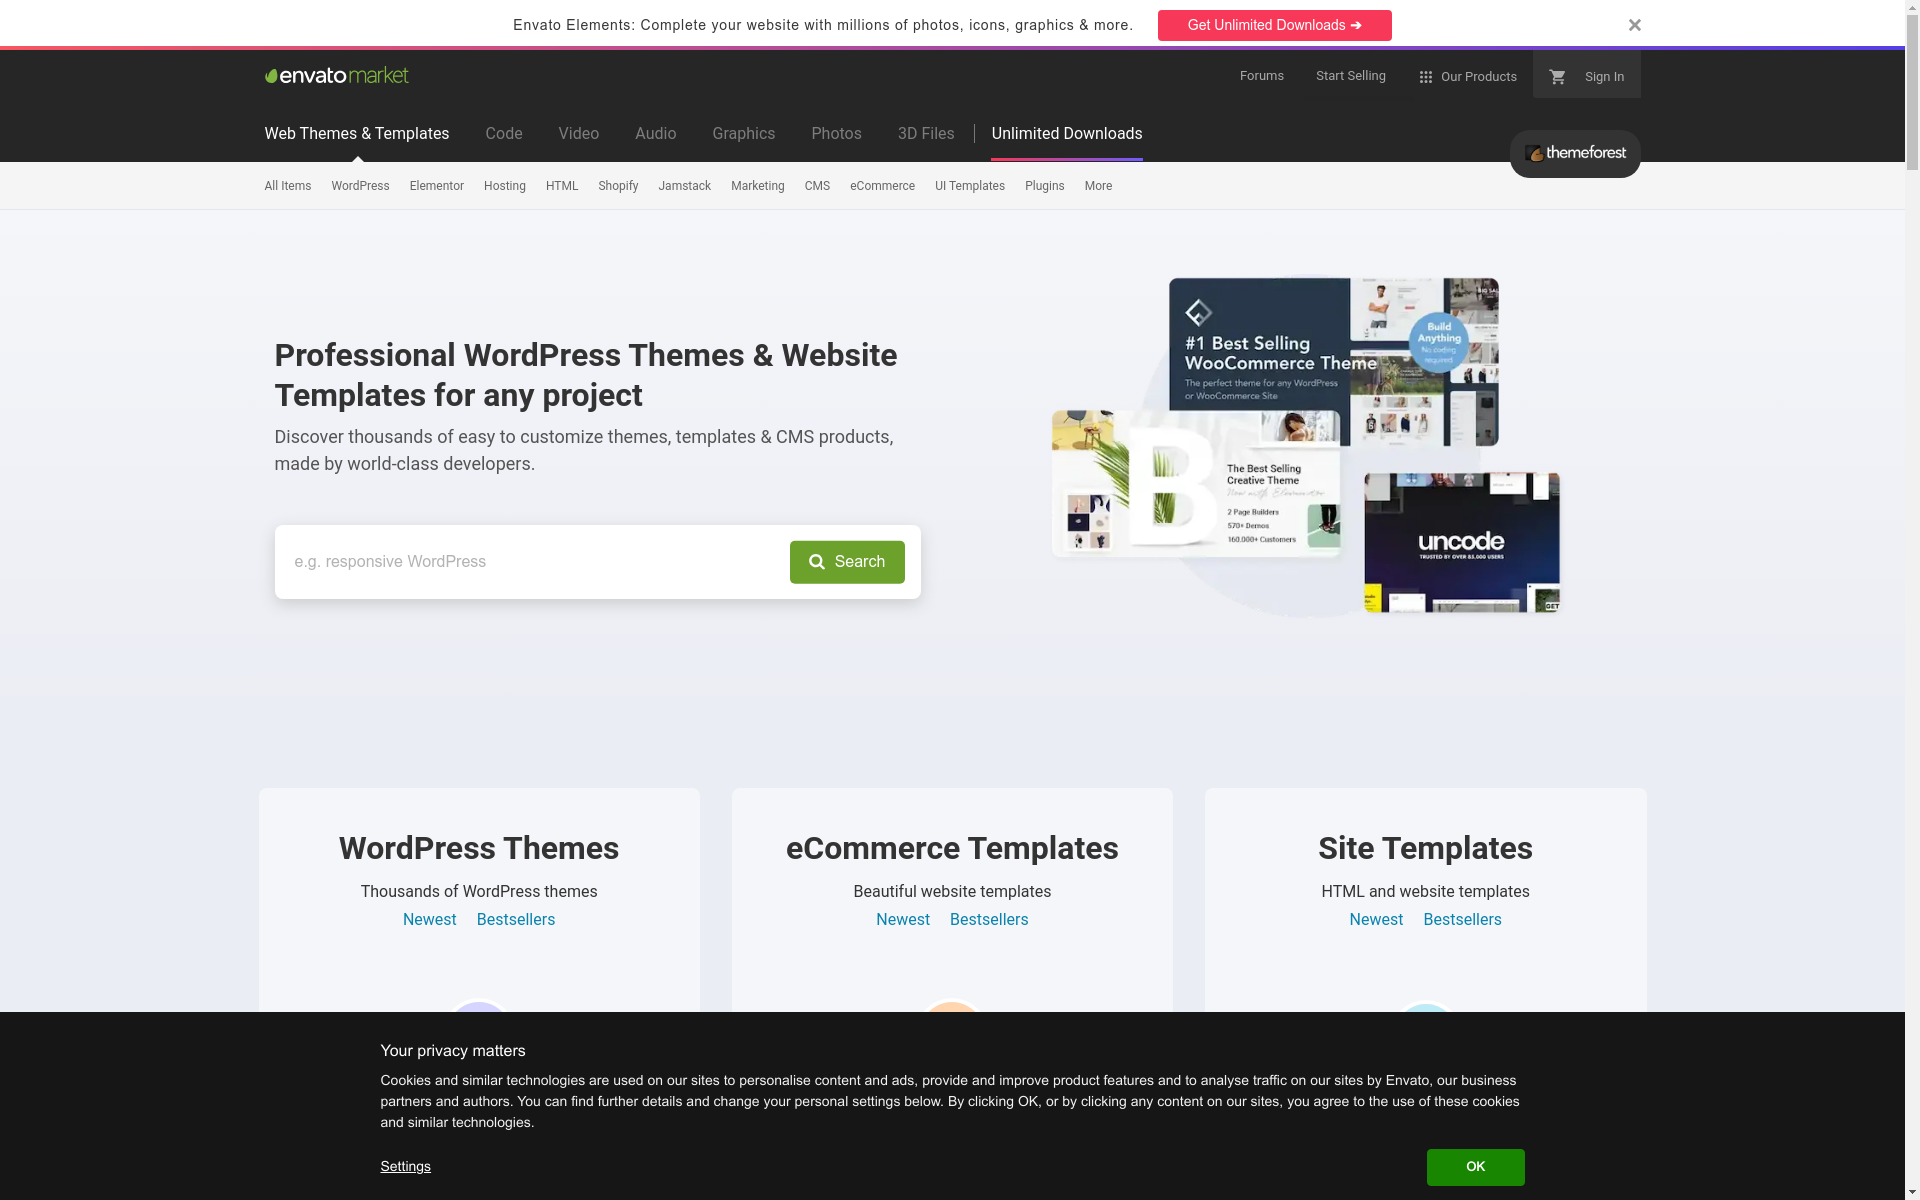 Envato Elements: Complete your website with millions of photos, icons, graphics & more.
Get Unlimited Downloads ➔
envatomarket
Forums
Start Selling
Our Products
Sign In
Web Themes & Templates
Code
Video
Audio
Graphics
Photos
3D Files
Unlimited Downloads
themeforest
All Items
WordPress
Elementor
Hosting
HTML
Shopify
Jamstack
Marketing
CMS
eCommerce
UI Templates
Plugins
More
Professional WordPress Themes & Website
Templates for any project
Discover thousands of easy to customize themes, templates & CMS products,
made by world-class developers.
e.g. responsive WordPress
Search
#1 Best Selling
WooCommerce Theme
The perfect theme for any WordPress
or WooCommerce Site
Build
Anything
No coding
required
B
The Best Selling
Creative Theme
Now with Elementor
2 Page Builders
570+ Demos
160.000+ Customers
uncode
TRUSTED BY OVER 83.000 USERS
GET
WordPress Themes
Thousands of WordPress themes
Newest
Bestsellers
eCommerce Templates
Beautiful website templates
Newest
Bestsellers
Site Templates
HTML and website templates
Newest
Bestsellers
Your privacy matters
Cookies and similar technologies are used on our sites to personalise content and ads, provide and improve product features and to analyse traffic on our sites by Envato, our business
partners and authors. You can find further details and change your personal settings below. By clicking OK, or by clicking any content on our sites, you agree to the use of these cookies
and similar technologies.
Settings
OK